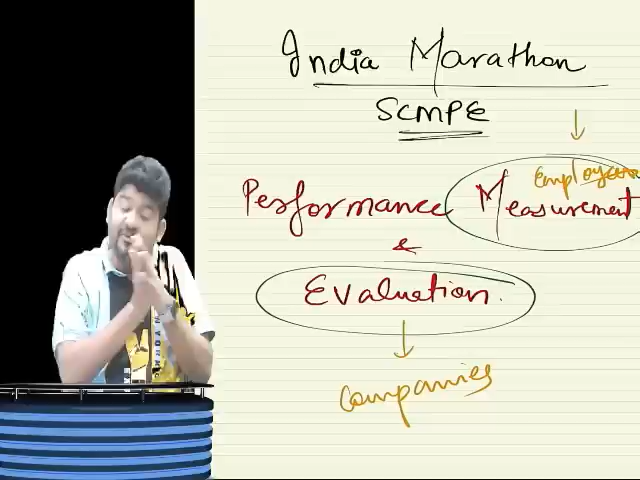 India Marathon
SCMPE
Employees
Performance Measurement
&
Evaluation.
Companies